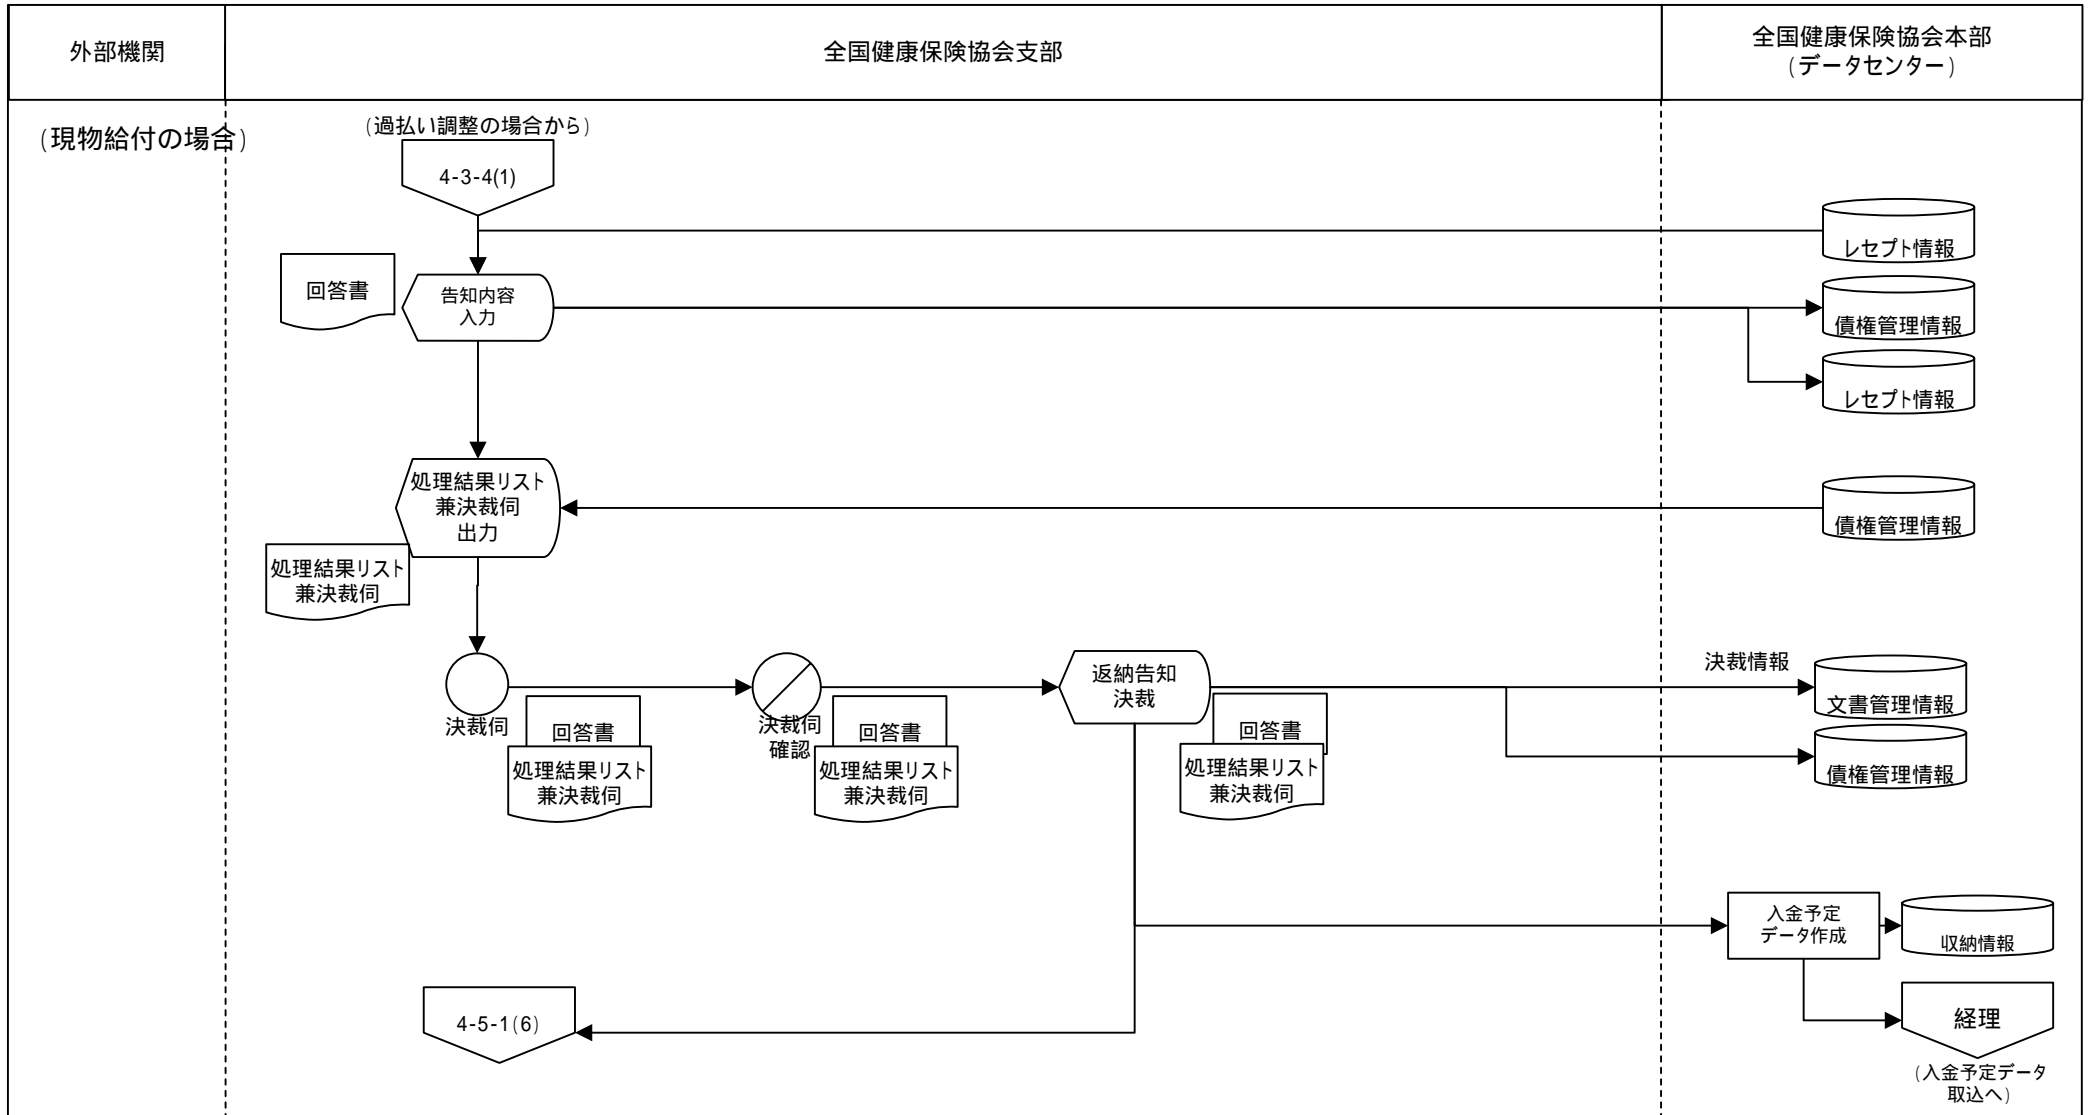 外部機関
全国健康保険協会支部
全国健康保険協会本部
(データセンター)
(現物給付の場合)
(過払い調整の場合から)
4-3-4(1)
レセプト情報
回答書
告知内容
入力
債権管理情報
レセプト情報
処理結果リスト
兼決裁伺
出力
債権管理情報
処理結果リスト
兼決裁伺
決裁伺
回答書
処理結果リスト
兼決裁伺
決裁伺
確認
回答書
処理結果リスト
兼決裁伺
返納告知
決裁
回答書
処理結果リスト
兼決裁伺
決裁情報
文書管理情報
債権管理情報
入金予定
データ作成
収納情報
4-5-1(6)
経理
(入金予定データ
取込へ)